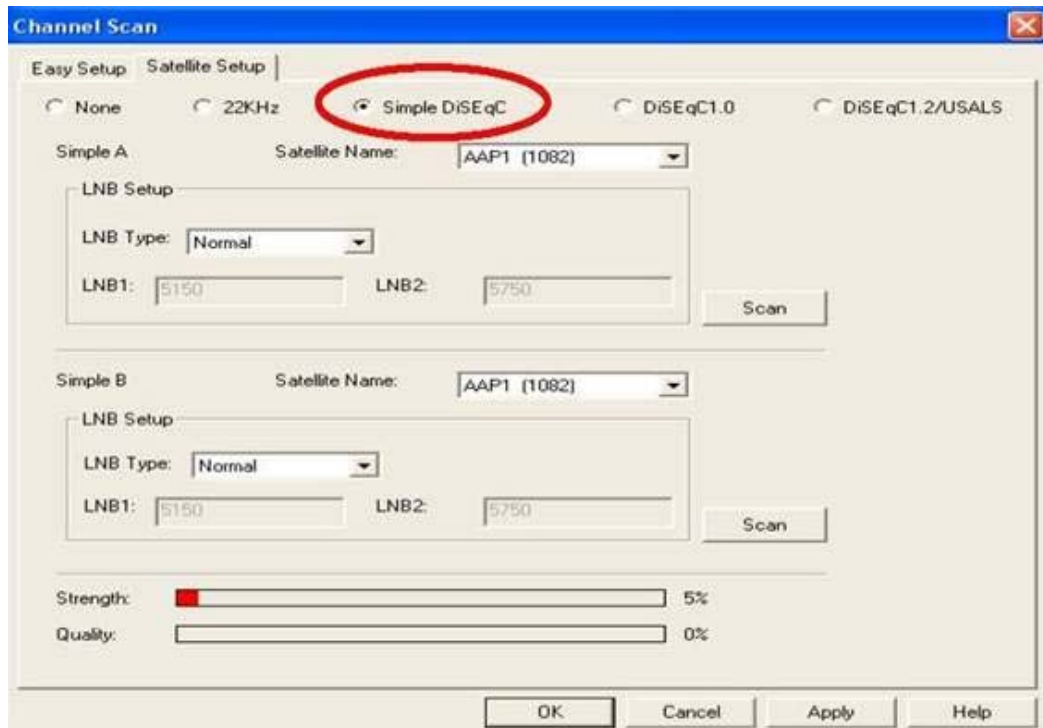 Channel Scan
Easy Setup Satellite Setup
None 22KHz Simple DiSEqC DiSEqC1.0 DiSEqC1.2/USALS
Simple A Satellite Name: AAP1 (1082)
LNB Setup
LNB Type: Normal
LNB1: 5150 LNB2: 5750
Scan
Simple B Satellite Name: AAP1 (1082)
LNB Setup
LNB Type: Normal
LNB1: 5150 LNB2: 5750
Scan
Strength: 5%
Quality: 0%
OK Cancel Apply Help